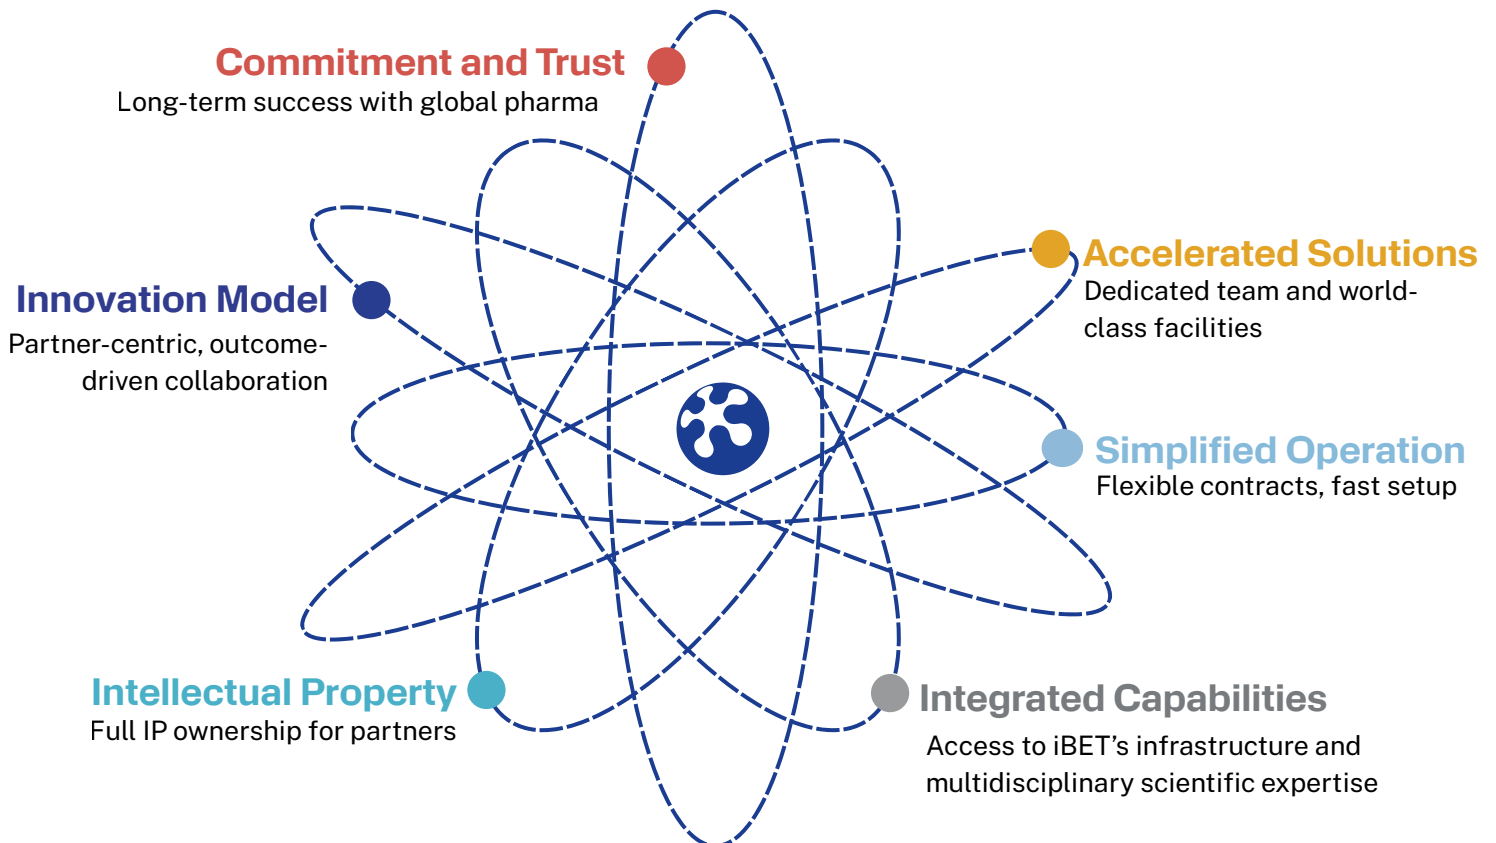 Commitment and Trust
Long-term success with global pharma
Accelerated Solutions
Dedicated team and world-
class facilities
Innovation Model
Partner-centric, outcome-
driven collaboration
Simplified Operation
Flexible contracts, fast setup
Intellectual Property
Full IP ownership for partners
Integrated Capabilities
Access to iBET’s infrastructure and
multidisciplinary scientific expertise